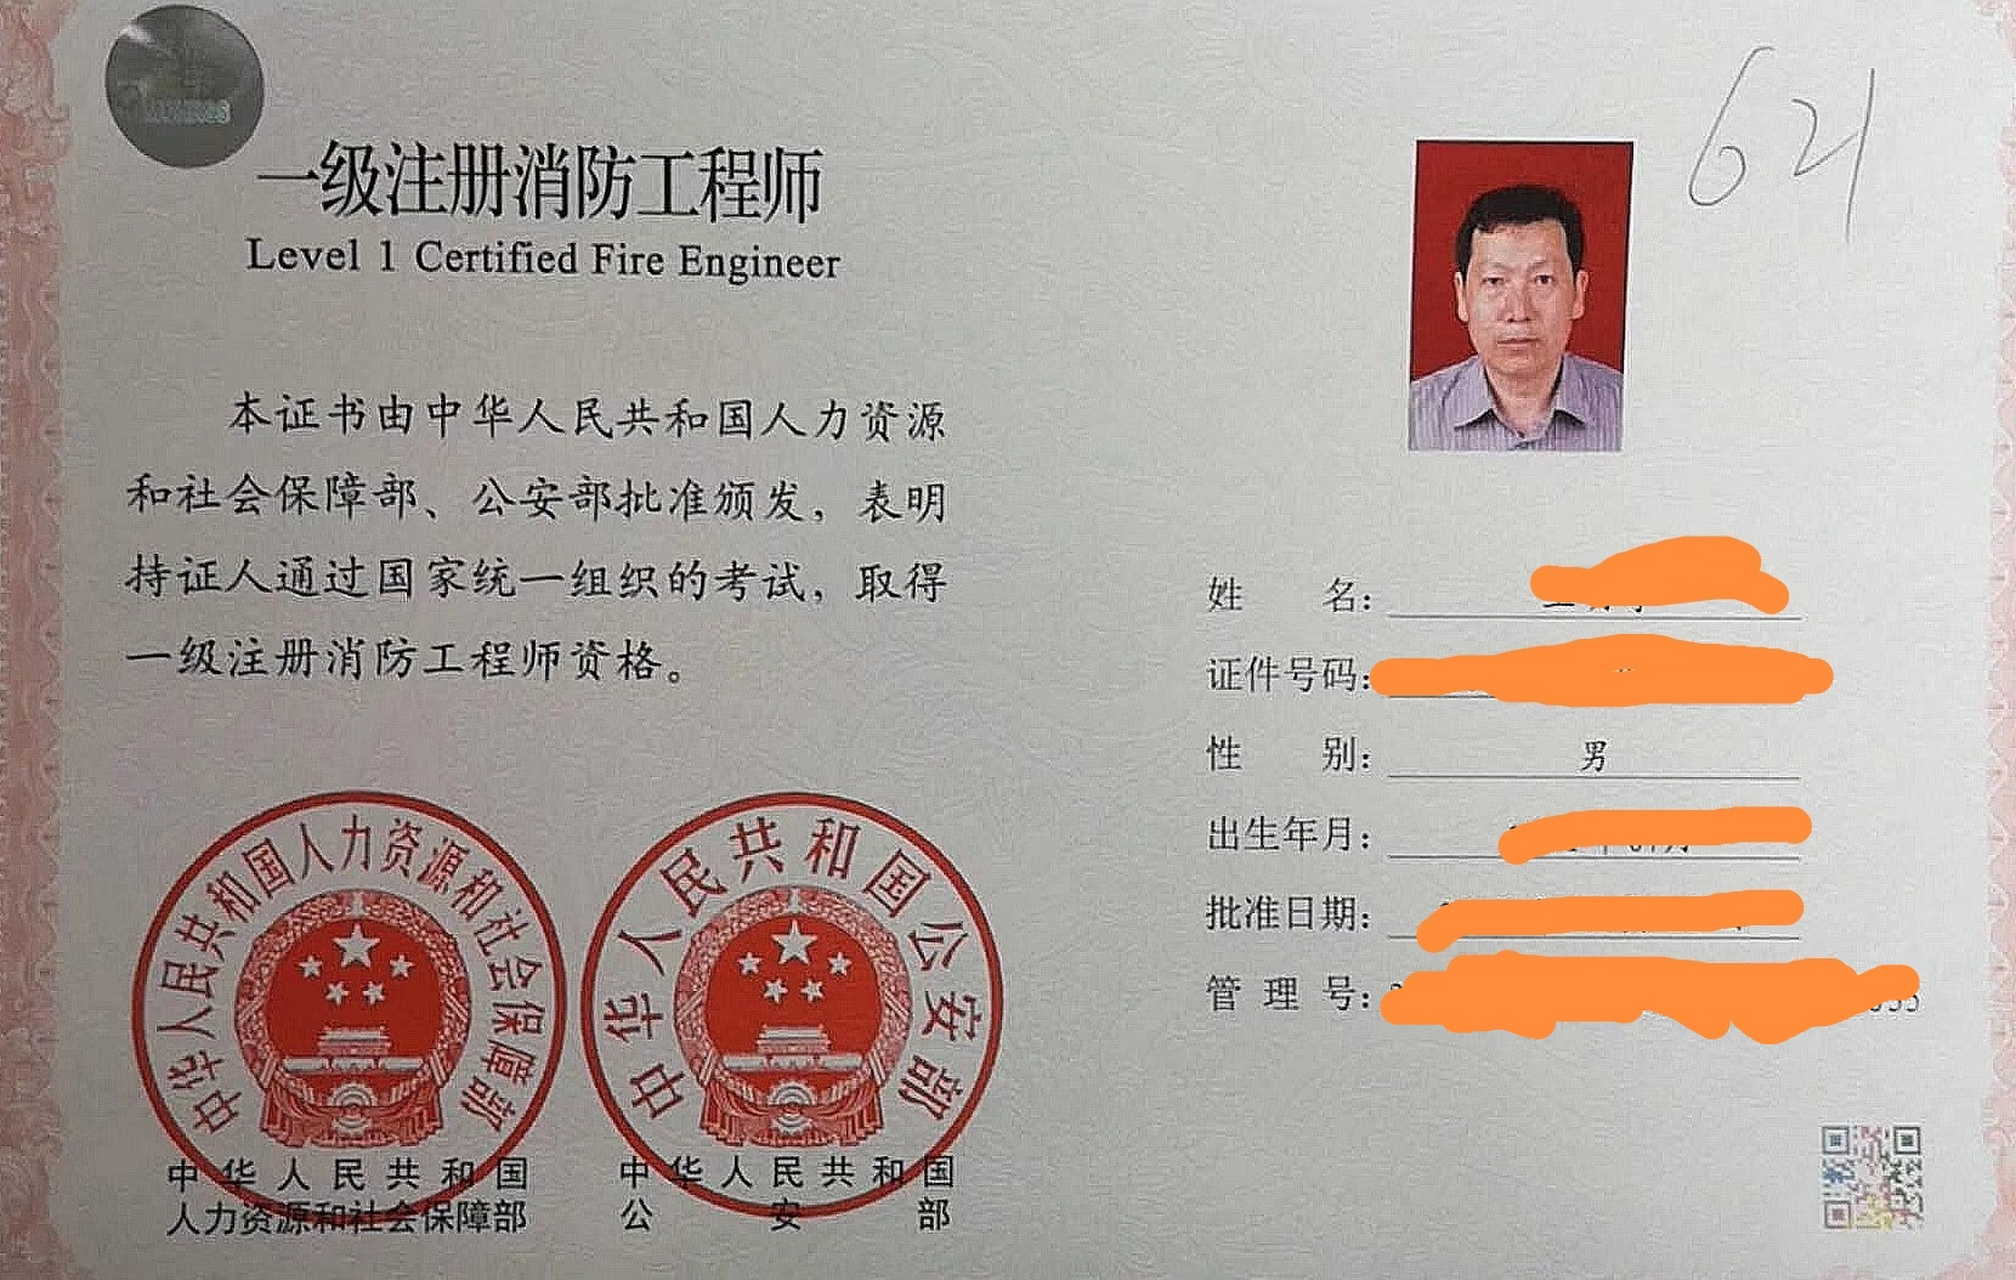 一级注册消防工程师
Level 1 Certified Fire Engineer
本证书由中华人民共和国人力资源
和社会保障部、公安部批准颁发，表明
持证人通过国家统一组织的考试，取得
一级注册消防工程师资格。
中华人民共和国人力资源和社会保障部
中华人民共和国公安部
中华人民共和国
人力资源和社会保障部
中华人民共和国
公安部
621
姓名：
证件号码：
性别：男
出生年月：
批准日期：
管理号：